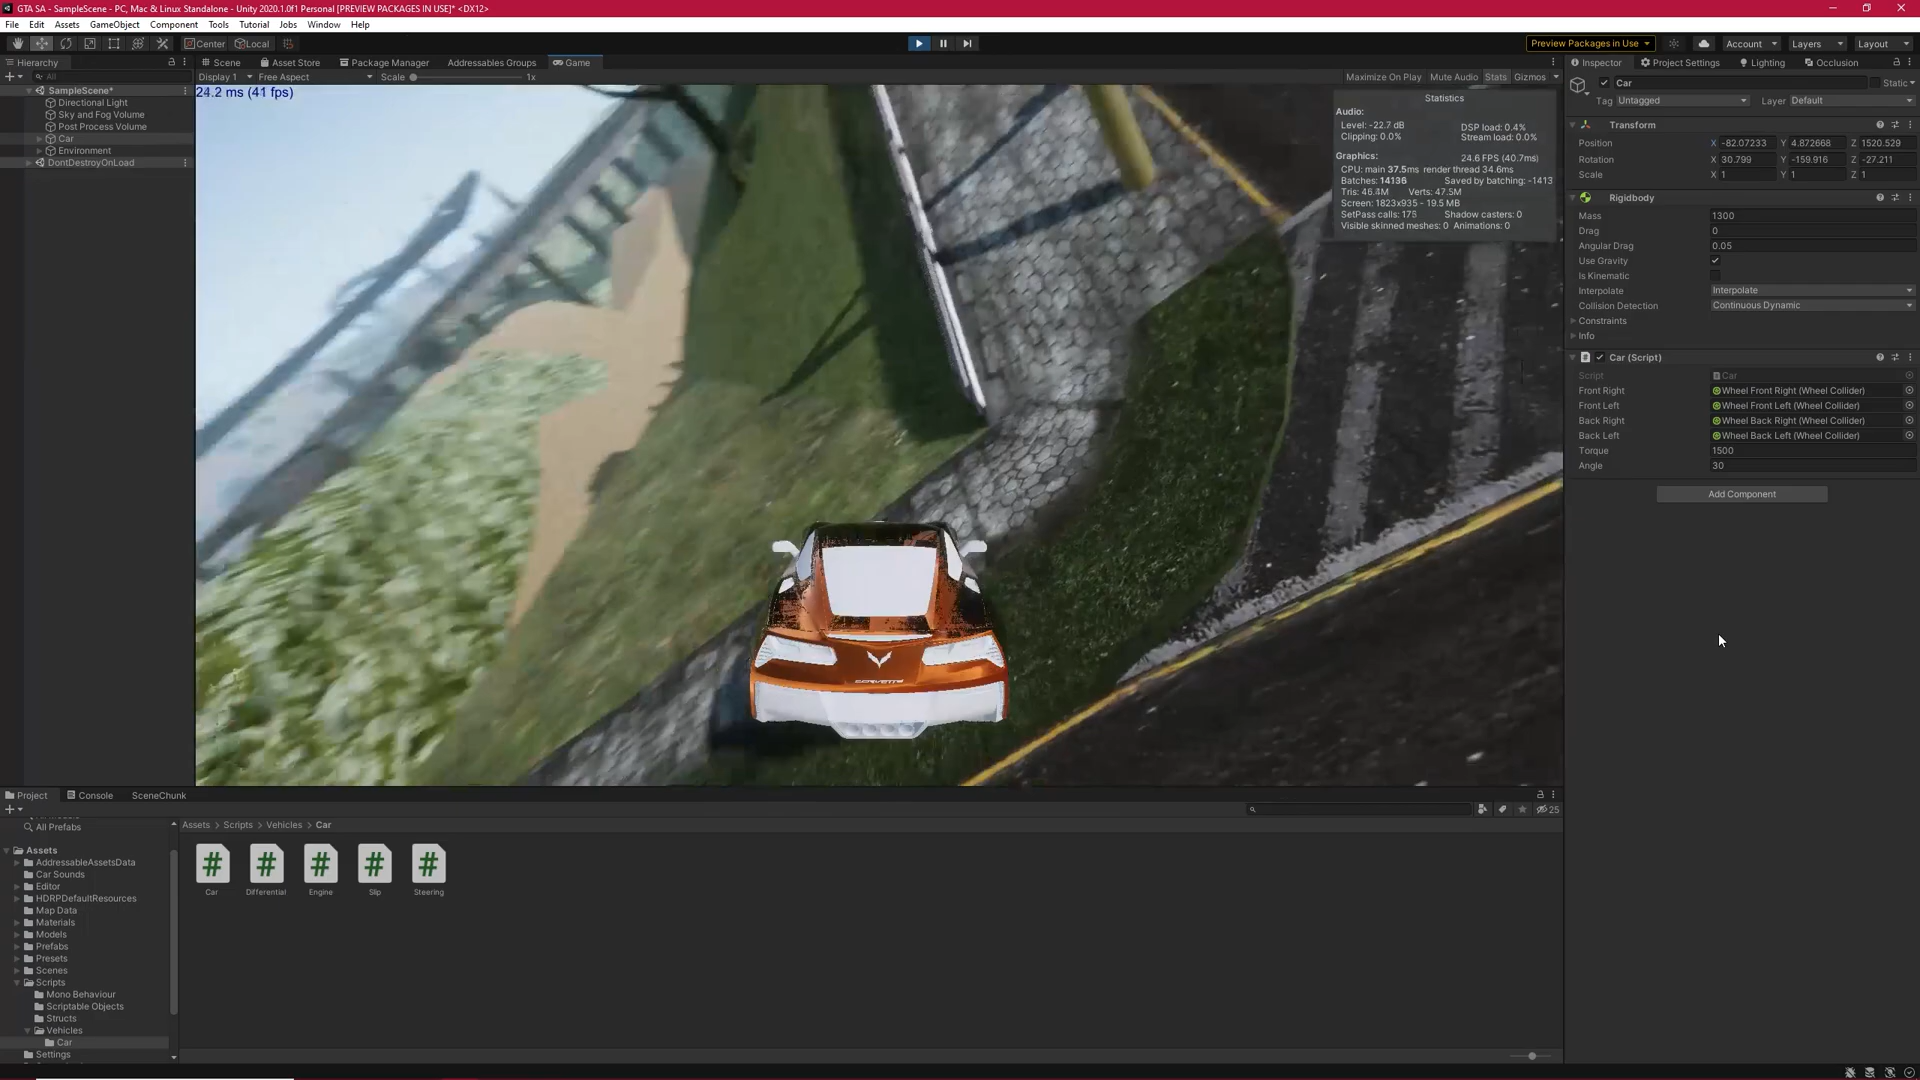 GTA SA - SampleScene - PC, Mac & Linux Standalone - Unity 2020.1.0f1 Personal [PREVIEW PACKAGES IN USE]* <DX12>
File Edit Assets GameObject Component Tools Tutorial Jobs Window Help
Center Local Preview Packages in Use Account Layers Layout
Hierarchy
All
SampleScene*
Directional Light
Sky and Fog Volume
Post Process Volume
Car
Environment
DontDestroyOnLoad
Scene Asset Store Package Manager Addressables Groups Game
Display 1 Free Aspect Scale 1x Maximize On Play Mute Audio Stats Gizmos
24.2 ms (41 fps)
Statistics
Audio:
Level: -22.7 dB DSP load: 0.4%
Clipping: 0.0% Stream load: 0.0%
Graphics: 24.6 FPS (40.7ms)
CPU: main 37.5ms render thread 34.6ms
Batches: 14136 Saved by batching: -1413
Tris: 46.4M Verts: 47.5M
Screen: 1823x935 - 19.5 MB
SetPass calls: 175 Shadow casters: 0
Visible skinned meshes: 0 Animations: 0
CORVETTE
Inspector Project Settings Lighting Occlusion
Car Static
Tag Untagged Layer Default
Transform
Position X -82.07233 Y 4.872668 Z 1520.529
Rotation X 30.799 Y -159.916 Z -27.211
Scale X 1 Y 1 Z 1
Rigidbody
Mass 1300
Drag 0
Angular Drag 0.05
Use Gravity
Is Kinematic
Interpolate Interpolate
Collision Detection Continuous Dynamic
Constraints
Info
Car (Script)
Script Car
Front Right Wheel Front Right (Wheel Collider)
Front Left Wheel Front Left (Wheel Collider)
Back Right Wheel Back Right (Wheel Collider)
Back Left Wheel Back Left (Wheel Collider)
Torque 1500
Angle 30
Add Component
Project Console SceneChunk
25
All Prefabs
Assets
AddressableAssetsData
Car Sounds
Editor
HDRPDefaultResources
Map Data
Materials
Models
Prefabs
Presets
Scenes
Scripts
Mono Behaviour
Scriptable Objects
Structs
Vehicles
Car
Settings
Assets > Scripts > Vehicles > Car
Car Differential Engine Slip Steering